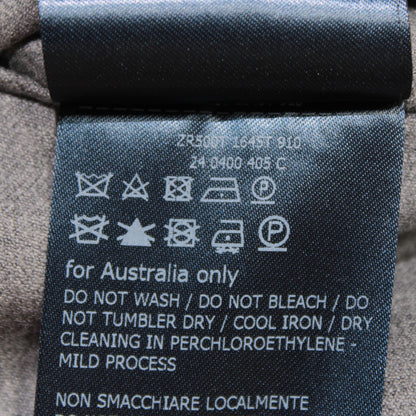 ZR500T 164ST 910
24 0400 405 C
P
P
for Australia only
DO NOT WASH / DO NOT BLEACH / DO
NOT TUMBLER DRY / COOL IRON / DRY
CLEANING IN PERCHLOROETHYLENE -
MILD PROCESS
NON SMACCHIARE LOCALMENTE